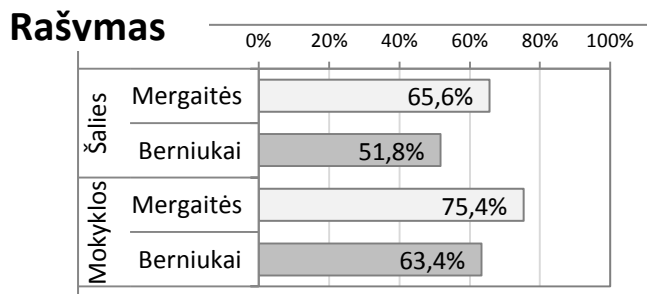 Rašymas
0% 20% 40% 60% 80% 100%
Šalies
Mergaitės 65,6%
Berniukai 51,8%
Mokyklos
Mergaitės 75,4%
Berniukai 63,4%